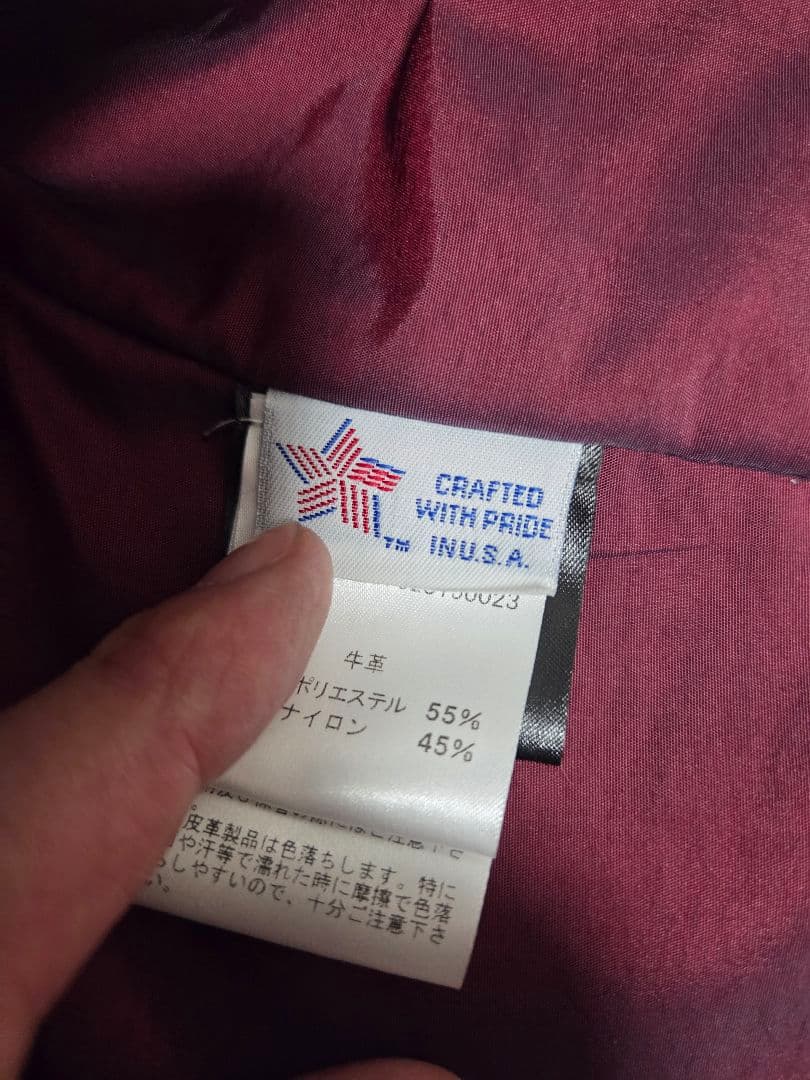 CRAFTED
WITH PRIDE
™ IN U.S.A.
牛革
ポリエステル 55%
ナイロン 45%
皮革製品は色落ちします。特に
や汗等で濡れた時に摩擦で色落
しやすいので、十分ご注意下さ
い。